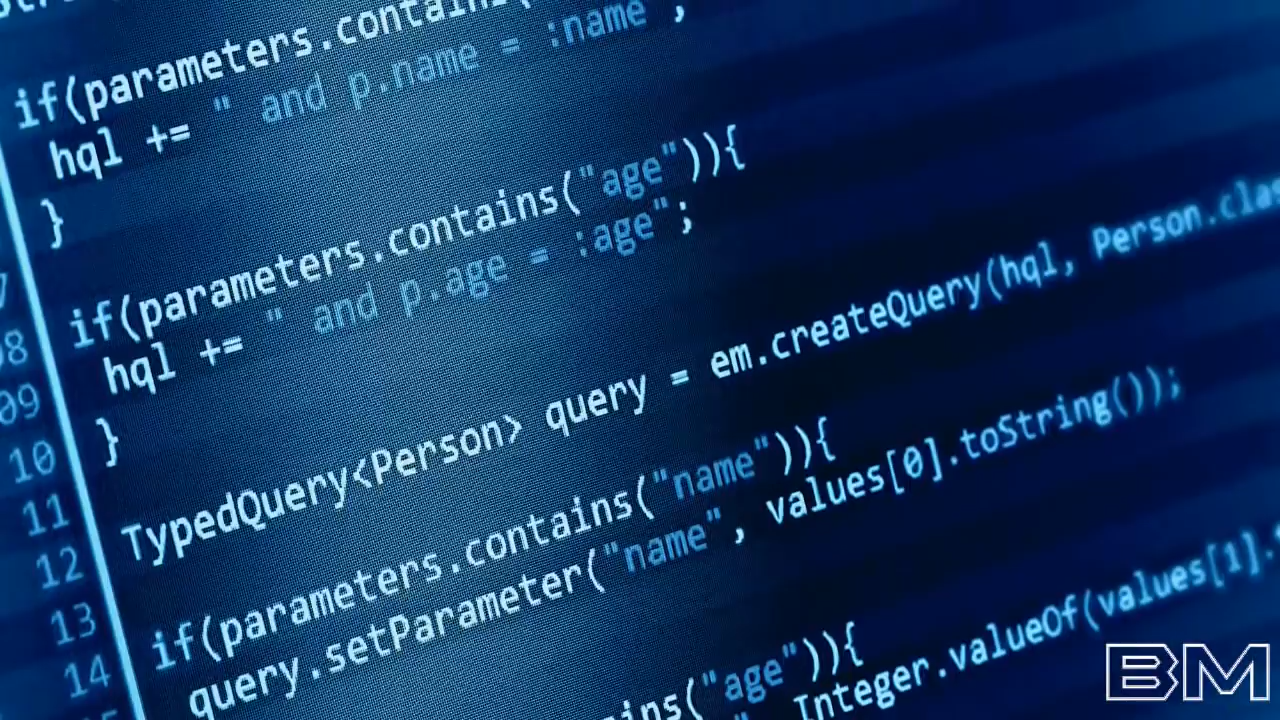 if(parameters.contains(
hql += " and p.name = :name
}
if(parameters.contains("age")){
hql += " and p.age = :age";
}
TypedQuery<Person> query = em.createQuery(hql, Person.clas
if(parameters.contains("name")){
query.setParameter("name", values[0].toString());
ins("age")){
", Integer.valueOf(values[1].
09
10
11
12
13
14
BM